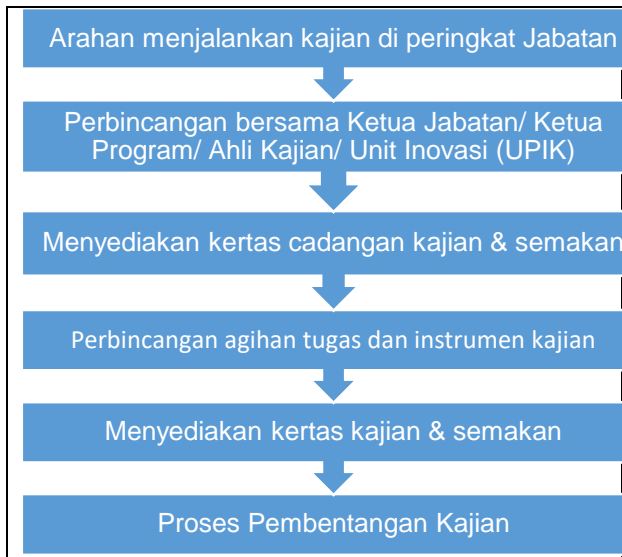 Arahan menjalankan kajian di peringkat Jabatan
Perbincangan bersama Ketua Jabatan/ Ketua
Program/ Ahli Kajian/ Unit Inovasi (UPIK)
Menyediakan kertas cadangan kajian & semakan
Perbincangan agihan tugas dan instrumen kajian
Menyediakan kertas kajian & semakan
Proses Pembentangan Kajian